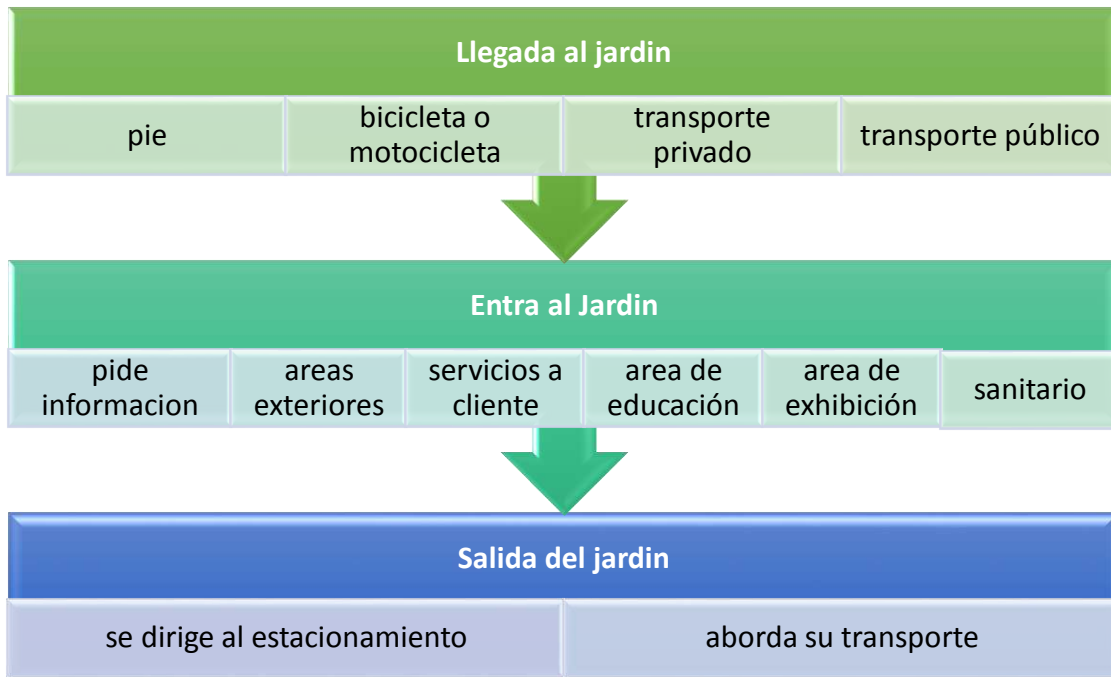 Llegada al jardin
pie
bicicleta o
motocicleta
transporte
privado
transporte público
Entra al Jardin
pide
informacion
areas
exteriores
servicios a
cliente
area de
educación
area de
exhibición
sanitario
Salida del jardin
se dirige al estacionamiento
aborda su transporte